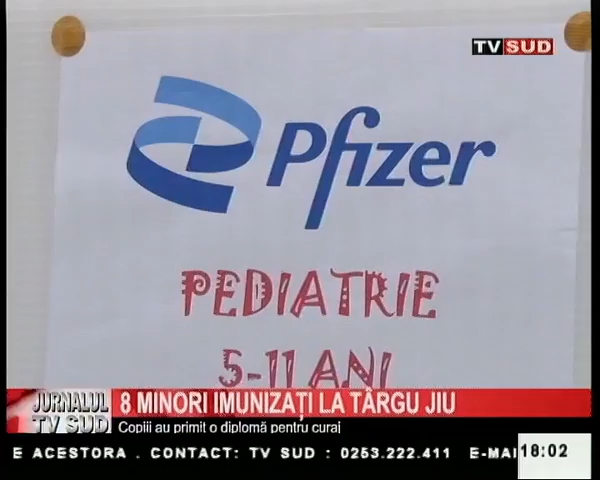 TV SUD
Pfizer
PEDIATRIE
5-11 ANI
JURNALUL
TV SUD
8 MINORI IMUNIZAȚI LA TÂRGU JIU
Copiii au primit o diplomă pentru curaj
E ACESTORA . CONTACT: TV SUD : 0253.222.411 E-MAI
18:02